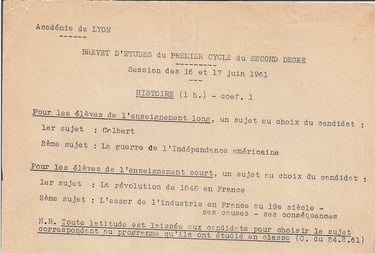 Académie de LYON
BREVET D'ETUDES du PREMIER CYCLE du SECOND DEGRE
Session des 16 et 17 juin 1961
HISTOIRE (1 h.) - coef. 1
Pour les élèves de l'enseignement long, un sujet au choix du candidat :
1er sujet : Colbert
2ème sujet : La guerre de l'Indépendance américaine
Pour les élèves de l'enseignement court, un sujet au choix du candidat :
1er sujet : La révolution de 1848 en France
2ème sujet : L'essor de l'industrie en France au 19e siècle -
ses causes - ses conséquences
N.B. Toute latitude est laissée aux candidats pour choisir le sujet
correspondant au programme qu'ils ont étudié en classe (C. du 24.2.61)